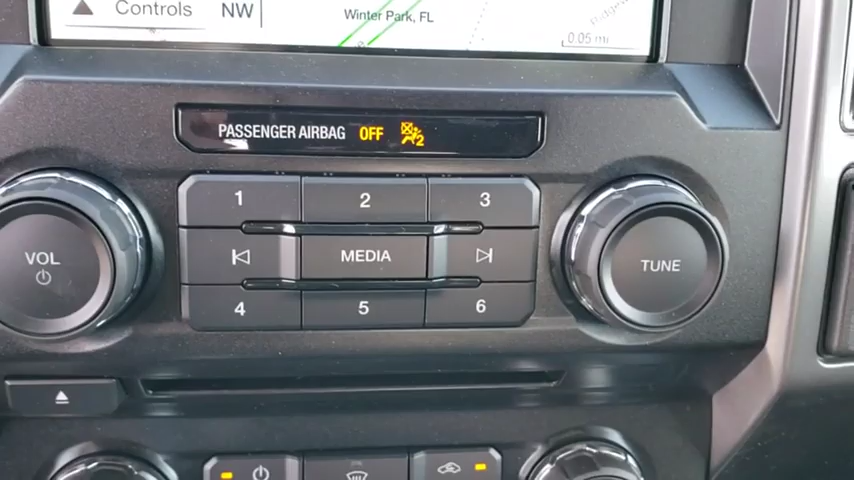 Controls
NW
Winter Park, FL
0.05 mi
PASSENGER AIRBAG OFF 2
1 2 3
VOL
MEDIA
TUNE
4 5 6